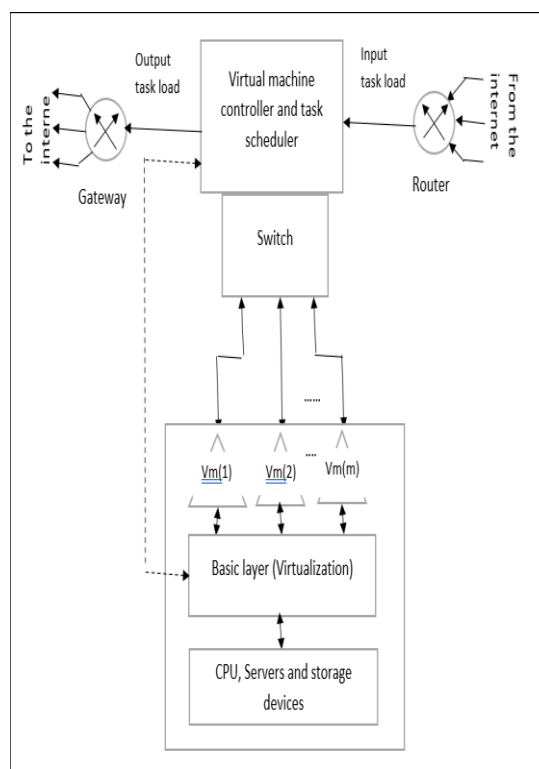 Output
task load
Virtual machine
controller and task
scheduler
Input
task load
From the
internet
To the
interne
Gateway
Router
Switch
......
....
Vm(1)
Vm(2)
Vm(m)
Basic layer (Virtualization)
CPU, Servers and storage
devices